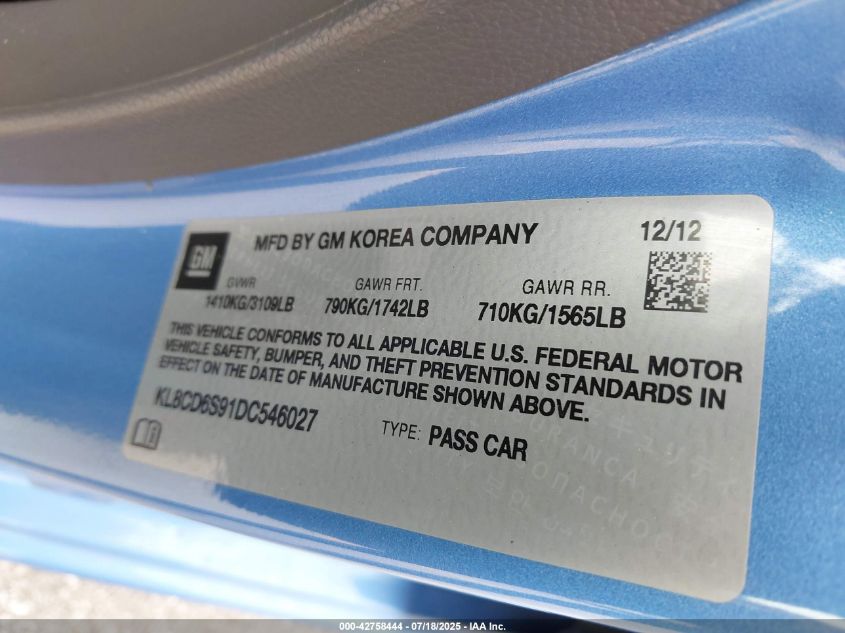 GM
MFD BY GM KOREA COMPANY
12/12
GVWR
GAWR FRT.
GAWR RR.
1410KG/3109LB
790KG/1742LB
710KG/1565LB
THIS VEHICLE CONFORMS TO ALL APPLICABLE U.S. FEDERAL MOTOR
VEHICLE SAFETY, BUMPER, AND THEFT PREVENTION STANDARDS IN
EFFECT ON THE DATE OF MANUFACTURE SHOWN ABOVE.
KL8CD6S91DC546027
TYPE: PASS CAR
000-42758444 - 07/18/2025 - IAA Inc.